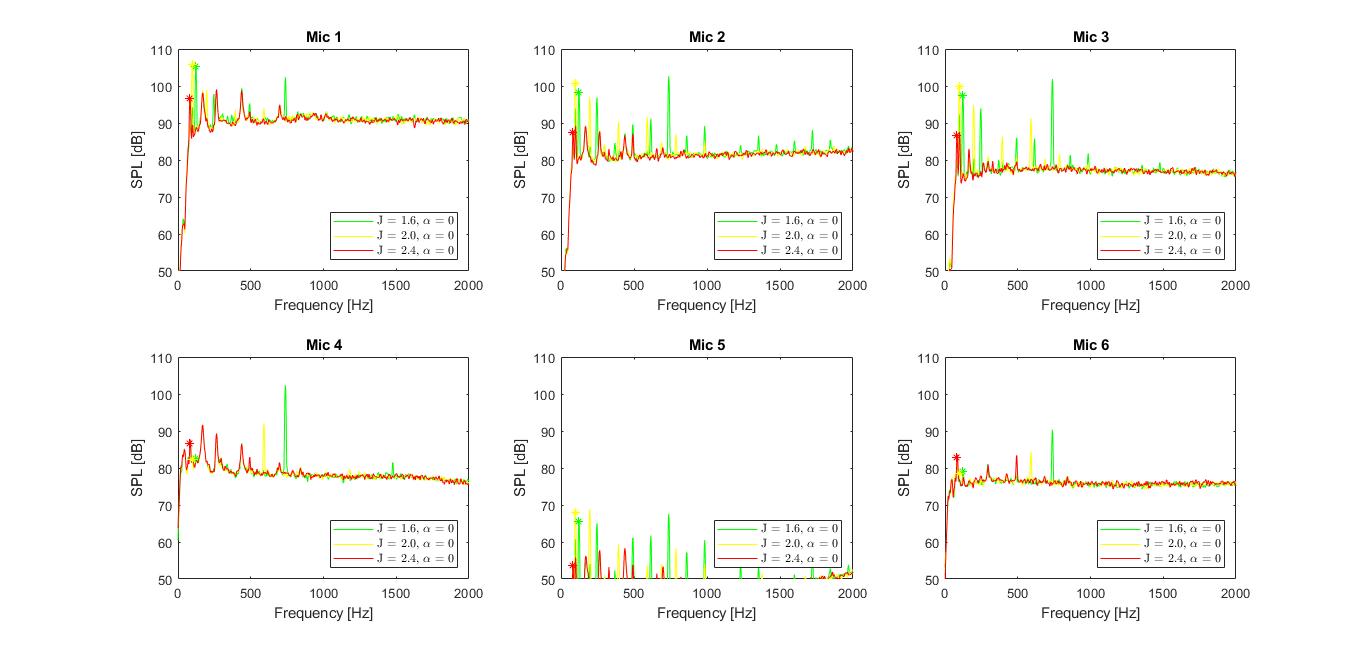 Mic 1
110
100
90
80
70
60
50
SPL [dB]
J = 1.6, α = 0
J = 2.0, α = 0
J = 2.4, α = 0
0 500 1000 1500 2000
Frequency [Hz]
Mic 2
110
100
90
80
70
60
50
SPL [dB]
J = 1.6, α = 0
J = 2.0, α = 0
J = 2.4, α = 0
0 500 1000 1500 2000
Frequency [Hz]
Mic 3
110
100
90
80
70
60
50
SPL [dB]
J = 1.6, α = 0
J = 2.0, α = 0
J = 2.4, α = 0
0 500 1000 1500 2000
Frequency [Hz]
Mic 4
110
100
90
80
70
60
50
SPL [dB]
J = 1.6, α = 0
J = 2.0, α = 0
J = 2.4, α = 0
0 500 1000 1500 2000
Frequency [Hz]
Mic 5
110
100
90
80
70
60
50
SPL [dB]
J = 1.6, α = 0
J = 2.0, α = 0
J = 2.4, α = 0
0 500 1000 1500 2000
Frequency [Hz]
Mic 6
110
100
90
80
70
60
50
SPL [dB]
J = 1.6, α = 0
J = 2.0, α = 0
J = 2.4, α = 0
0 500 1000 1500 2000
Frequency [Hz]